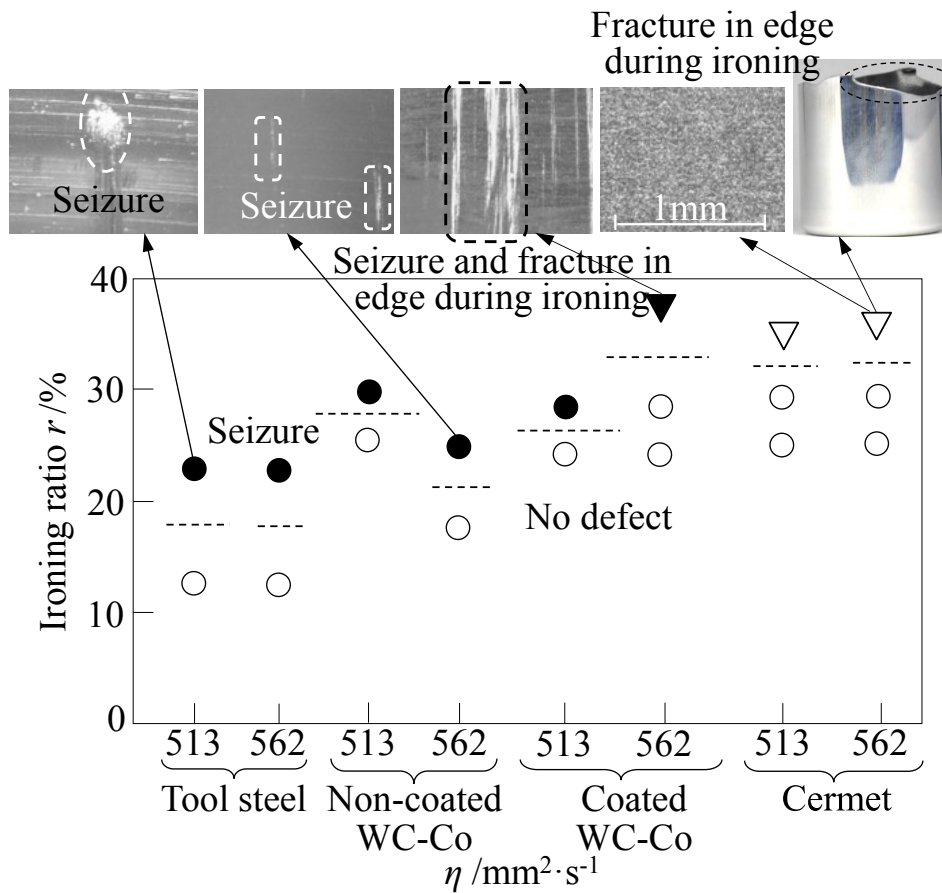 Fracture in edge
during ironing
Seizure
Seizure
1mm
Seizure and fracture in
edge during ironing
40
30
20
10
0
Ironing ratio r /%
Seizure
No defect
513 562 513 562 513 562 513 562
Tool steel
Non-coated
WC-Co
Coated
WC-Co
Cermet
η /mm²·s⁻¹